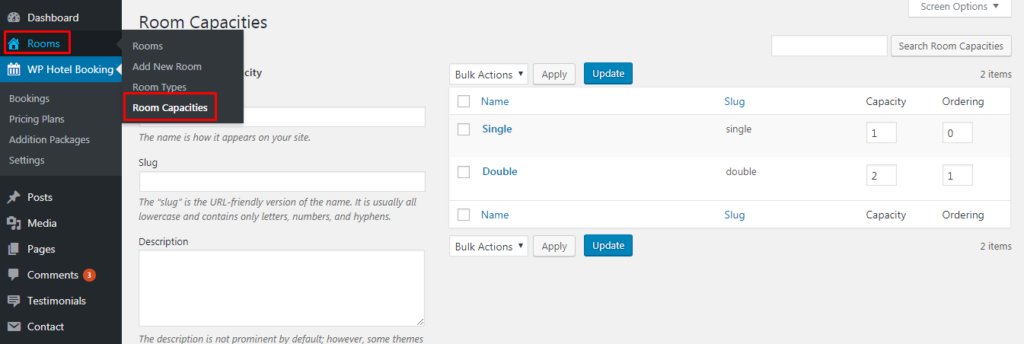 Dashboard
Rooms
WP Hotel Booking
Bookings
Pricing Plans
Addition Packages
Settings
Posts
Media
Pages
Comments 3
Testimonials
Contact
Rooms
Add New Room
Room Types
Room Capacities
Room Capacities
Screen Options ▼
Search Room Capacities
The name is how it appears on your site.
Slug
The “slug” is the URL-friendly version of the name. It is usually all
lowercase and contains only letters, numbers, and hyphens.
Description
The description is not prominent by default; however, some themes
Bulk Actions ▼ Apply Update 2 items
Name Slug Capacity Ordering
Single single 1 0
Double double 2 1
Name Slug Capacity Ordering
Bulk Actions ▼ Apply Update 2 items